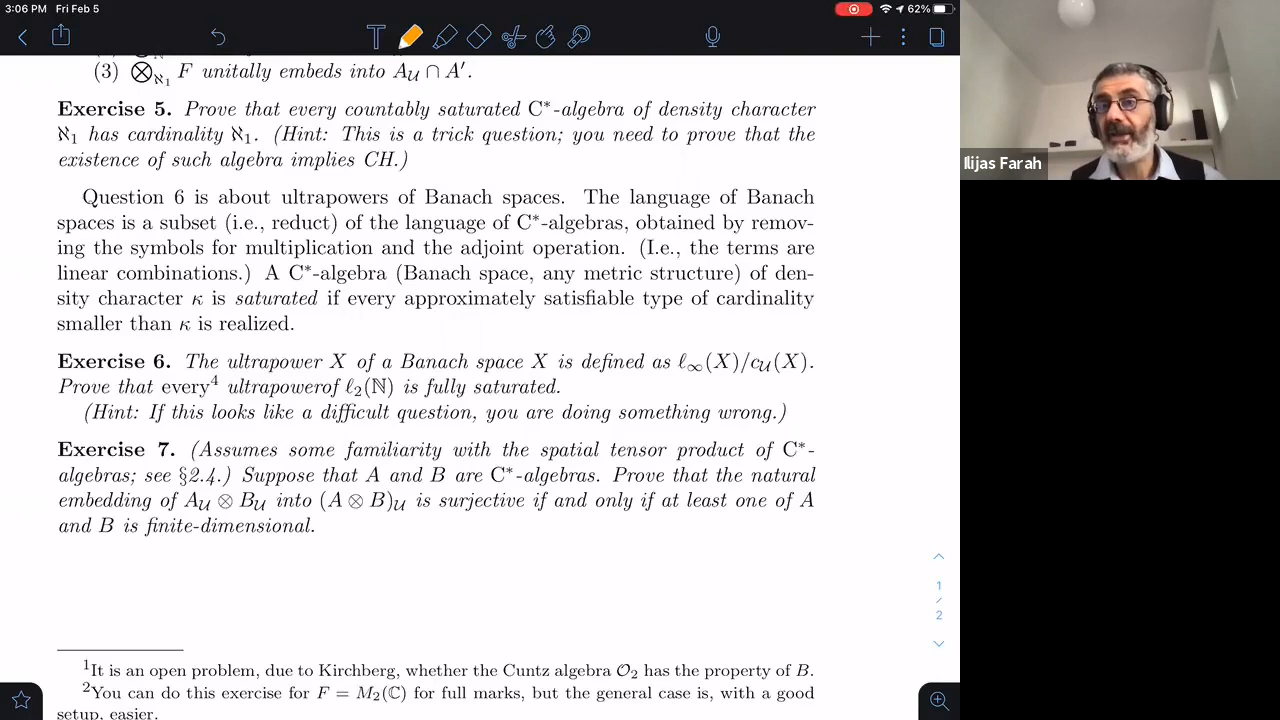 3:06 PM Fri Feb 5
62%
(3) ⨂ℵ₁ F unitally embeds into A𝒰 ∩ A′.
Exercise 5. Prove that every countably saturated C*-algebra of density character
ℵ₁ has cardinality ℵ₁. (Hint: This is a trick question; you need to prove that the
existence of such algebra implies CH.)
Question 6 is about ultrapowers of Banach spaces. The language of Banach
spaces is a subset (i.e., reduct) of the language of C*-algebras, obtained by remov-
ing the symbols for multiplication and the adjoint operation. (I.e., the terms are
linear combinations.) A C*-algebra (Banach space, any metric structure) of den-
sity character κ is saturated if every approximately satisfiable type of cardinality
smaller than κ is realized.
Exercise 6. The ultrapower X of a Banach space X is defined as ℓ∞(X)/c𝒰(X).
Prove that every⁴ ultrapowerof ℓ₂(ℕ) is fully saturated.
(Hint: If this looks like a difficult question, you are doing something wrong.)
Exercise 7. (Assumes some familiarity with the spatial tensor product of C*-
algebras; see §2.4.) Suppose that A and B are C*-algebras. Prove that the natural
embedding of A𝒰 ⊗ B𝒰 into (A ⊗ B)𝒰 is surjective if and only if at least one of A
and B is finite-dimensional.
1
/
2
¹It is an open problem, due to Kirchberg, whether the Cuntz algebra 𝒪₂ has the property of B.
²You can do this exercise for F = M₂(ℂ) for full marks, but the general case is, with a good
setup, easier.
Ilijas Farah